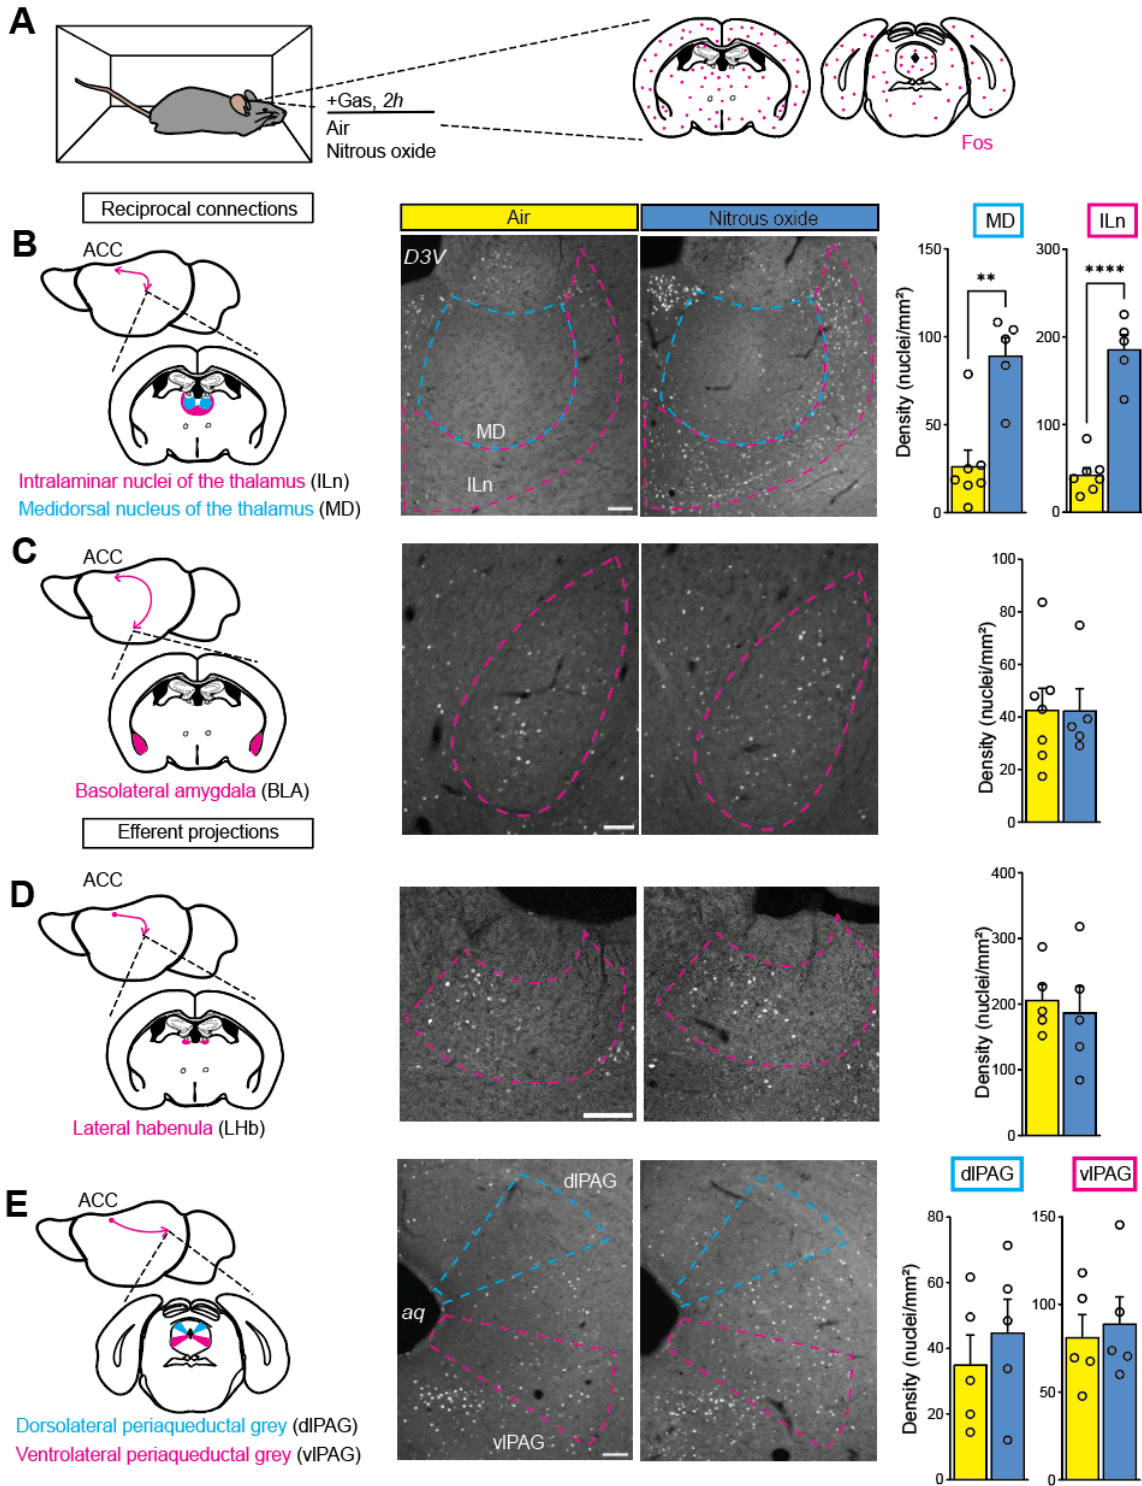 A
+Gas, 2h
Air
Nitrous oxide
Fos
Reciprocal connections
Air
Nitrous oxide
MD
ILn
B
ACC
D3V
MD
ILn
Intralaminar nuclei of the thalamus (ILn)
Medidorsal nucleus of the thalamus (MD)
Density (nuclei/mm²)
150
100
50
0
**
300
200
100
0
****
C
ACC
Basolateral amygdala (BLA)
Density (nuclei/mm²)
100
80
60
40
20
0
Efferent projections
D
ACC
Lateral habenula (LHb)
Density (nuclei/mm²)
400
300
200
100
0
E
ACC
Dorsolateral periaqueductal grey (dlPAG)
Ventrolateral periaqueductal grey (vlPAG)
dlPAG
aq
vlPAG
dlPAG
vlPAG
Density (nuclei/mm²)
80
60
40
20
0
150
100
50
0